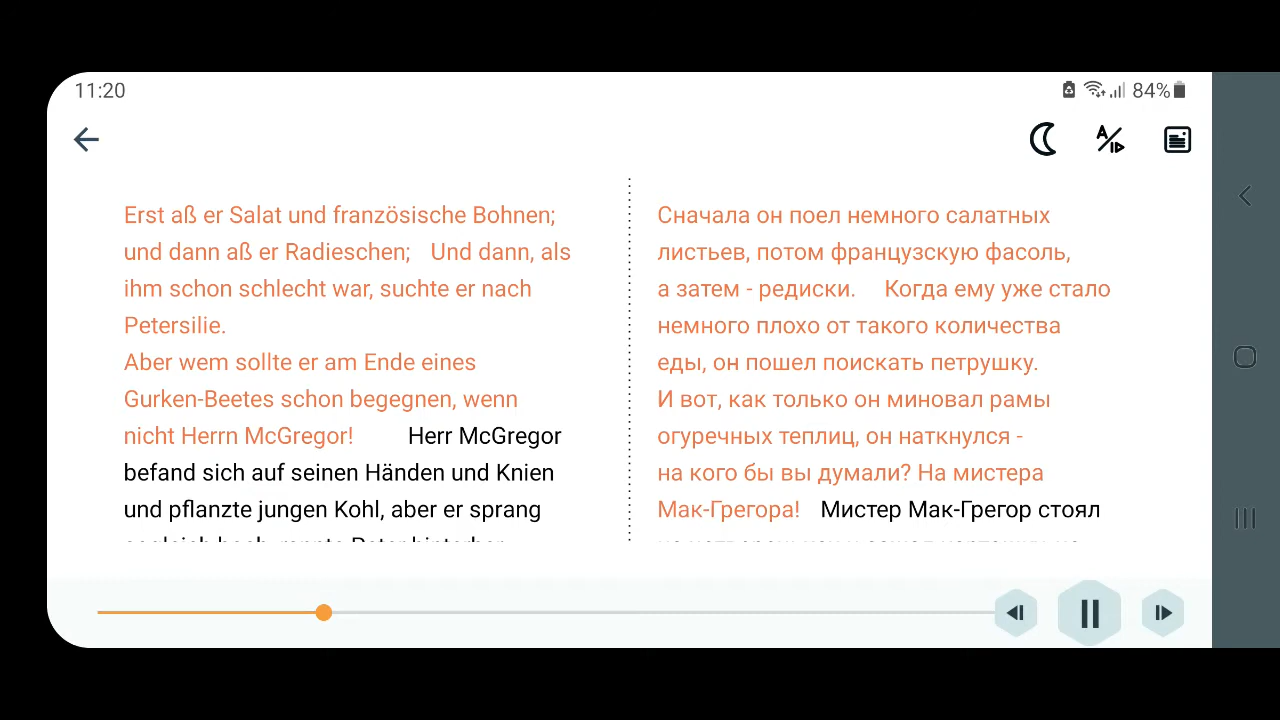 11:20
84%
Erst aß er Salat und französische Bohnen;
und dann aß er Radieschen; Und dann, als
ihm schon schlecht war, suchte er nach
Petersilie.
Aber wem sollte er am Ende eines
Gurken-Beetes schon begegnen, wenn
nicht Herrn McGregor! Herr McGregor
befand sich auf seinen Händen und Knien
und pflanzte jungen Kohl, aber er sprang
Сначала он поел немного салатных
листьев, потом французскую фасоль,
а затем - редиски. Когда ему уже стало
немного плохо от такого количества
еды, он пошел поискать петрушку.
И вот, как только он миновал рамы
огуречных теплиц, он наткнулся -
на кого бы вы думали? На мистера
Мак-Грегора! Мистер Мак-Грегор стоял